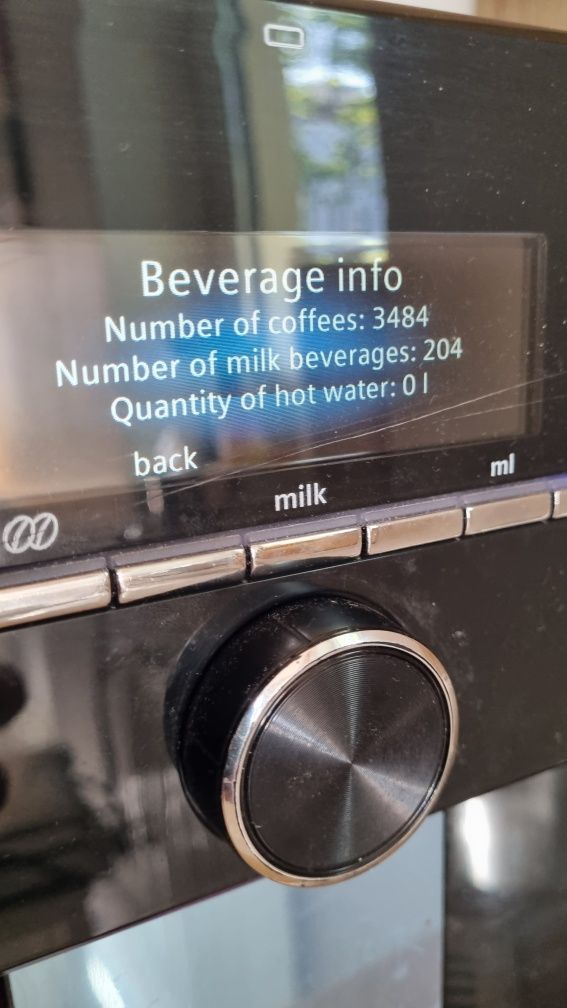 Beverage info
Number of coffees: 3484
Number of milk beverages: 204
Quantity of hot water: 0 l
back
milk
ml